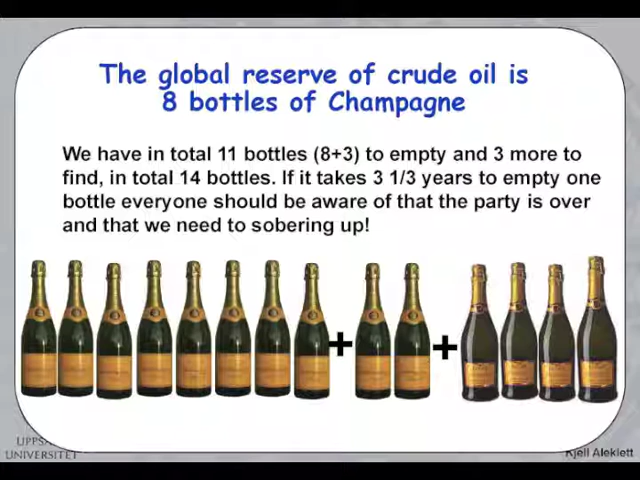 The global reserve of crude oil is
8 bottles of Champagne
We have in total 11 bottles (8+3) to empty and 3 more to
find, in total 14 bottles. If it takes 3 1/3 years to empty one
bottle everyone should be aware of that the party is over
and that we need to sobering up!
+ +
UNIVERSITET
Kjell Aleklett